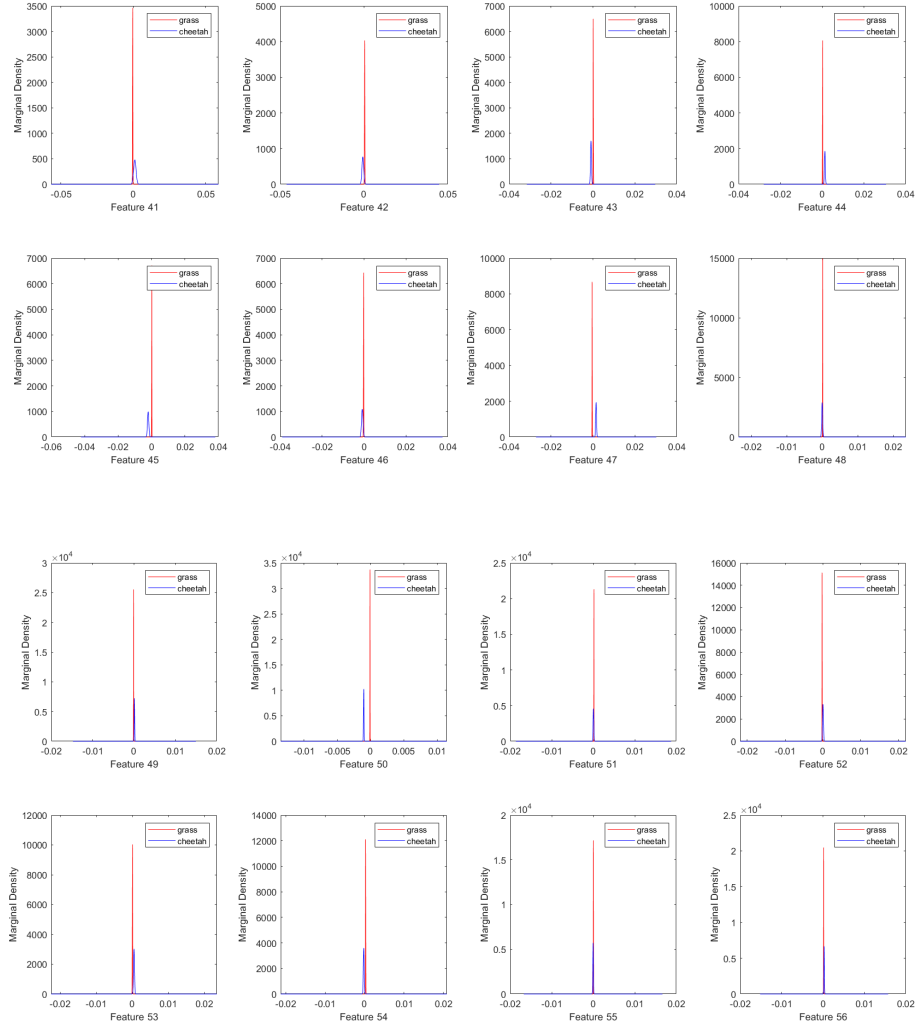 3500
3000
2500
2000
1500
1000
500
0
Marginal Density
grass
cheetah
-0.05 0 0.05
Feature 41
5000
4000
3000
2000
1000
0
Marginal Density
grass
cheetah
-0.05 0 0.05
Feature 42
7000
6000
5000
4000
3000
2000
1000
0
Marginal Density
grass
cheetah
-0.04 -0.02 0 0.02 0.04
Feature 43
10000
8000
6000
4000
2000
0
Marginal Density
grass
cheetah
-0.04 -0.02 0 0.02 0.04
Feature 44
7000
6000
5000
4000
3000
2000
1000
0
Marginal Density
grass
cheetah
-0.06 -0.04 -0.02 0 0.02 0.04
Feature 45
7000
6000
5000
4000
3000
2000
1000
0
Marginal Density
grass
cheetah
-0.04 -0.02 0 0.02 0.04
Feature 46
10000
8000
6000
4000
2000
0
Marginal Density
grass
cheetah
-0.04 -0.02 0 0.02 0.04
Feature 47
15000
10000
5000
0
Marginal Density
grass
cheetah
-0.02 -0.01 0 0.01 0.02
Feature 48
×10⁴
3
2.5
2
1.5
1
0.5
0
Marginal Density
grass
cheetah
-0.02 -0.01 0 0.01 0.02
Feature 49
×10⁴
3.5
3
2.5
2
1.5
1
0.5
0
Marginal Density
grass
cheetah
-0.01 -0.005 0 0.005 0.01
Feature 50
×10⁴
2.5
2
1.5
1
0.5
0
Marginal Density
grass
cheetah
-0.02 -0.01 0 0.01 0.02
Feature 51
16000
14000
12000
10000
8000
6000
4000
2000
0
Marginal Density
grass
cheetah
-0.02 -0.01 0 0.01 0.02
Feature 52
12000
10000
8000
6000
4000
2000
0
Marginal Density
grass
cheetah
-0.02 -0.01 0 0.01 0.02
Feature 53
14000
12000
10000
8000
6000
4000
2000
0
Marginal Density
grass
cheetah
-0.02 -0.01 0 0.01 0.02
Feature 54
×10⁴
2
1.5
1
0.5
0
Marginal Density
grass
cheetah
-0.02 -0.01 0 0.01 0.02
Feature 55
×10⁴
2.5
2
1.5
1
0.5
0
Marginal Density
grass
cheetah
-0.02 -0.01 0 0.01 0.02
Feature 56